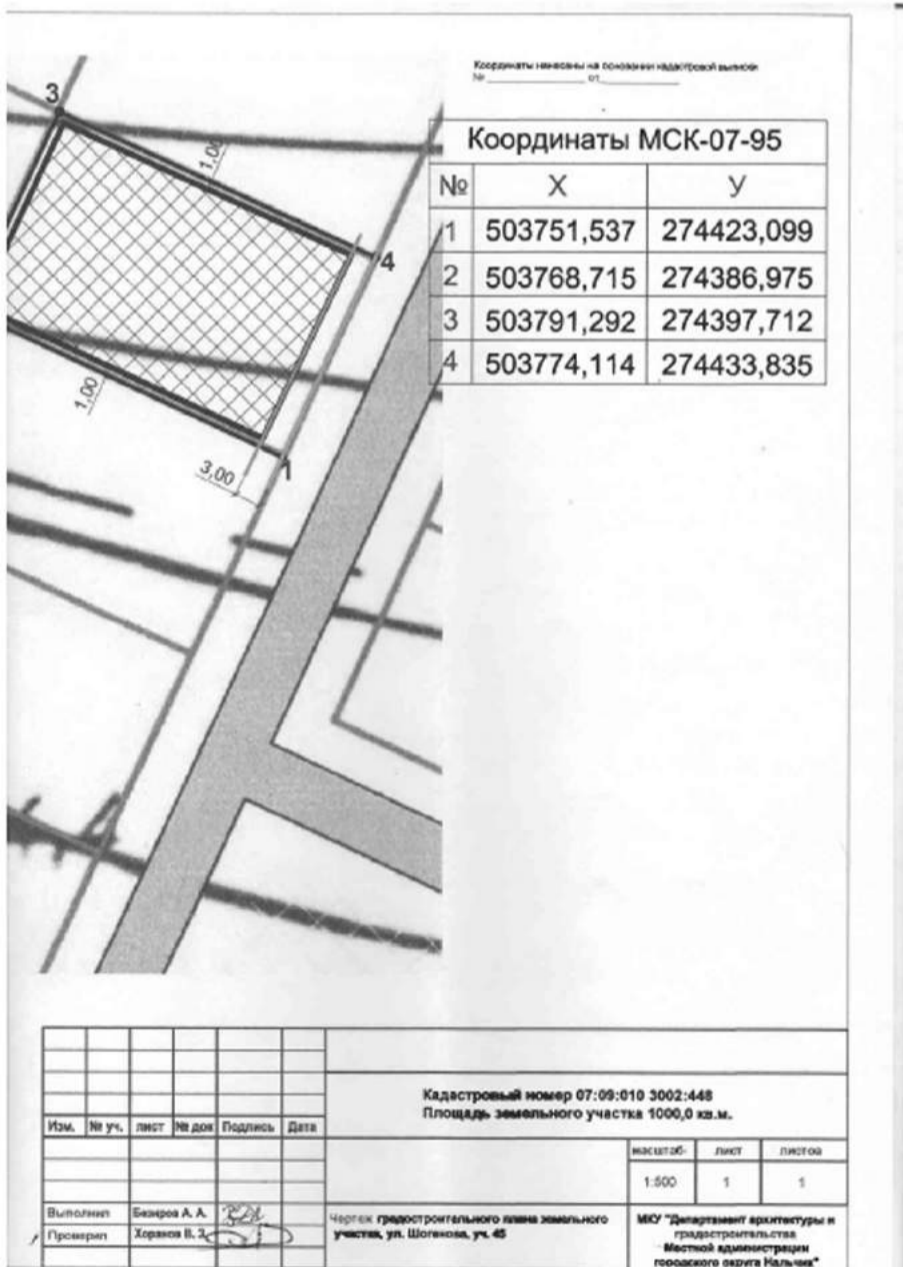 Координаты нанесены на основании кадастровой выписки
№ от
Координаты МСК-07-95
№ Х У
1 503751,537 274423,099
2 503768,715 274386,975
3 503791,292 274397,712
4 503774,114 274433,835
3
1,00
4
1,00
3,00
1
Кадастровый номер 07:09:010 3002:448
Площадь земельного участка 1000,0 кв.м.
Изм. № уч. лист № док Подпись Дата
масштаб лист листов
1:500 1 1
Выполнил
Проверил
Чертеж градостроительного плана земельного
участка, ул. Шогенова, уч. 45
МКУ "Департамент архитектуры и
градостроительства
Местной администрации
городского округа Нальчик"